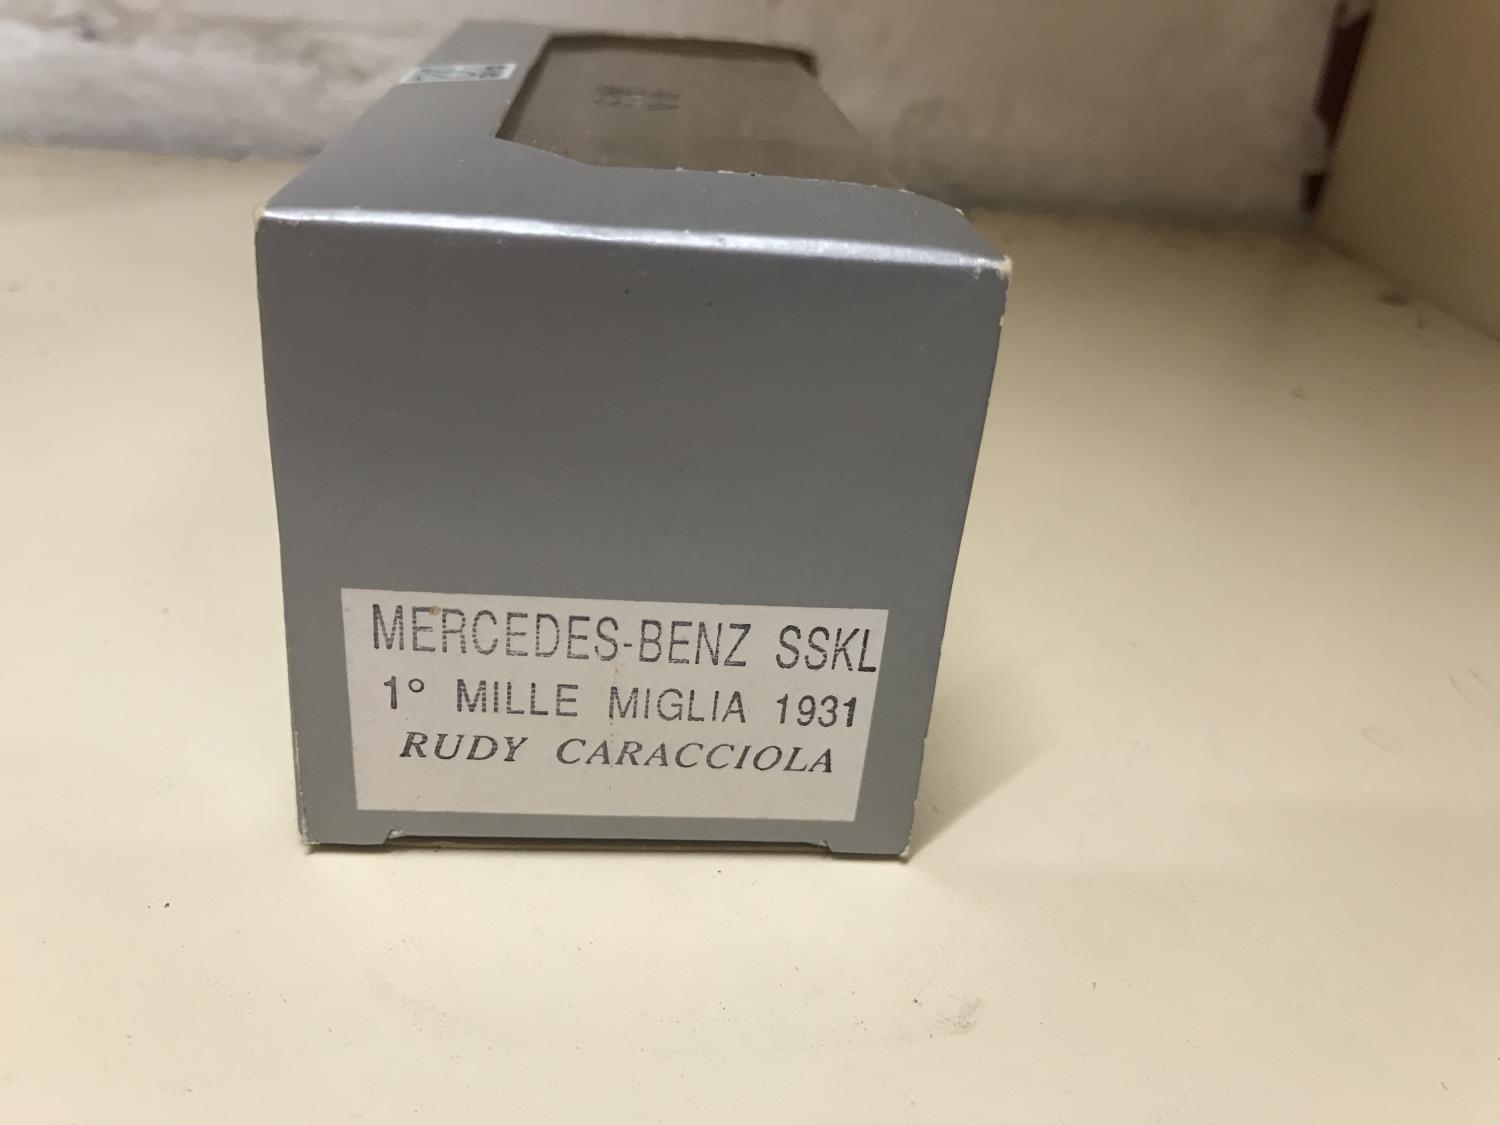 MERCEDES-BENZ SSKL
1° MILLE MIGLIA 1931
RUDY CARACCIOLA